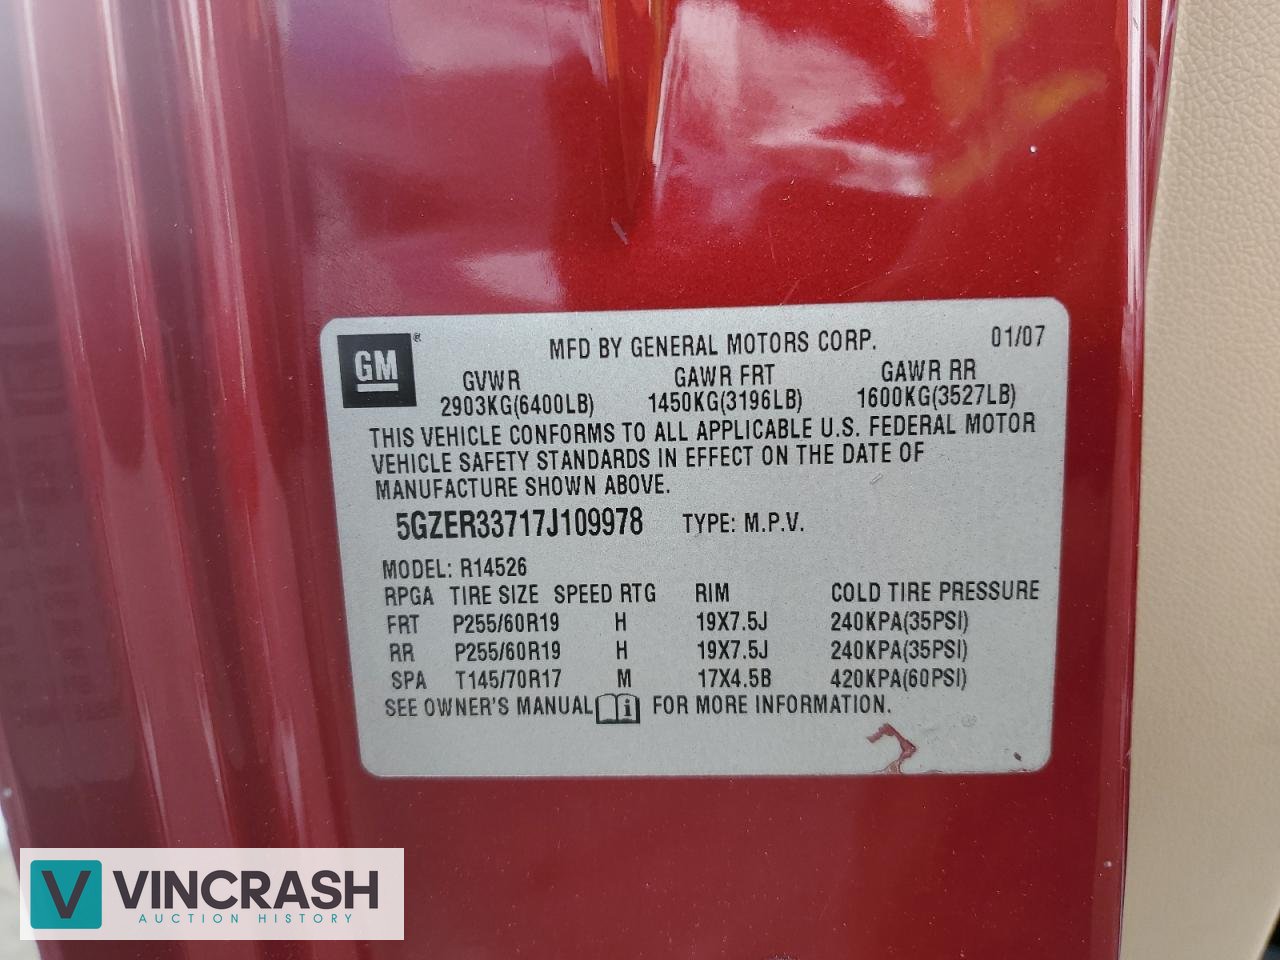 GM ®
MFD BY GENERAL MOTORS CORP. 01/07
GVWR GAWR FRT GAWR RR
2903KG(6400LB) 1450KG(3196LB) 1600KG(3527LB)
THIS VEHICLE CONFORMS TO ALL APPLICABLE U.S. FEDERAL MOTOR
VEHICLE SAFETY STANDARDS IN EFFECT ON THE DATE OF
MANUFACTURE SHOWN ABOVE.
5GZER33717J109978 TYPE: M.P.V.
MODEL: R14526
RPGA TIRE SIZE SPEED RTG RIM COLD TIRE PRESSURE
FRT P255/60R19 H 19X7.5J 240KPA(35PSI)
RR P255/60R19 H 19X7.5J 240KPA(35PSI)
SPA T145/70R17 M 17X4.5B 420KPA(60PSI)
SEE OWNER'S MANUAL i FOR MORE INFORMATION.
V VINCRASH
AUCTION HISTORY